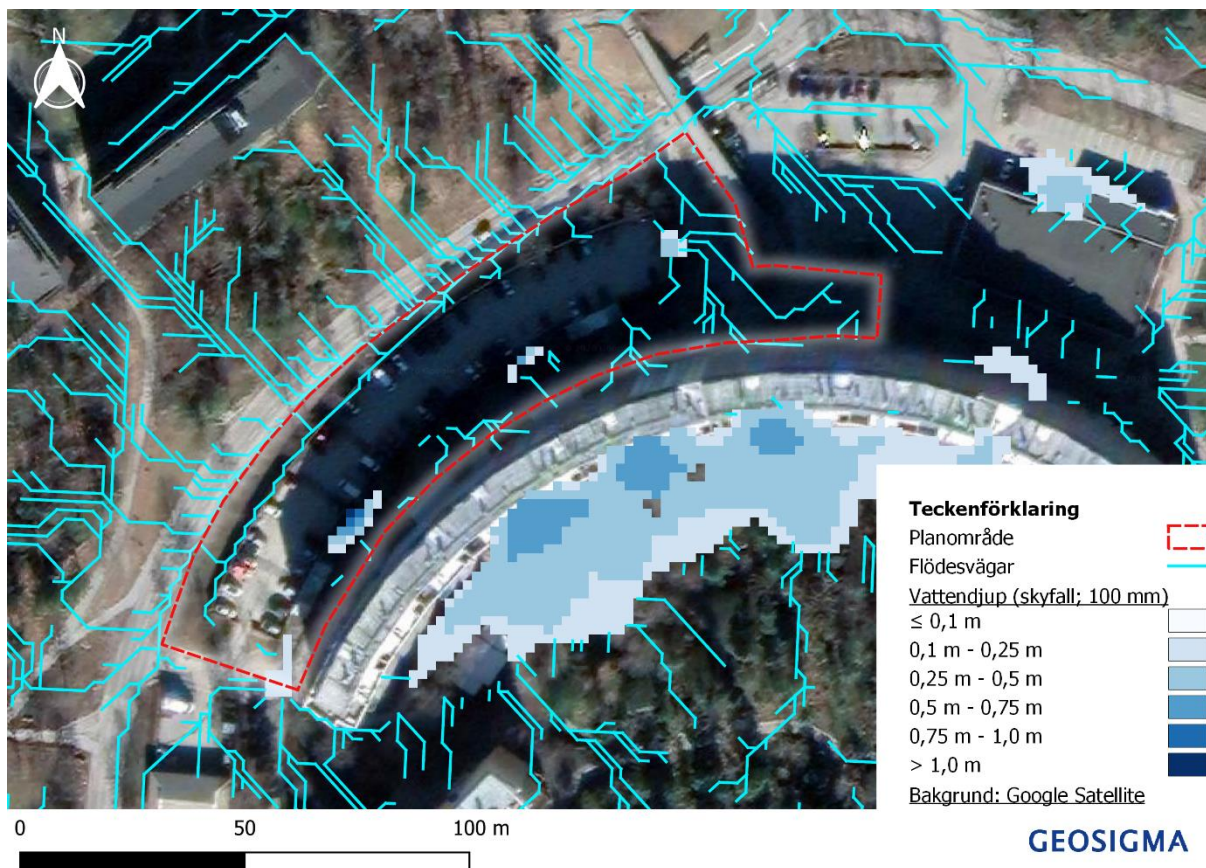 N
Teckenförklaring
Planområde
Flödesvägar
Vattendjup (skyfall; 100 mm)
≤ 0,1 m
0,1 m - 0,25 m
0,25 m - 0,5 m
0,5 m - 0,75 m
0,75 m - 1,0 m
> 1,0 m
Bakgrund: Google Satellite
0 50 100 m
GEOSIGMA